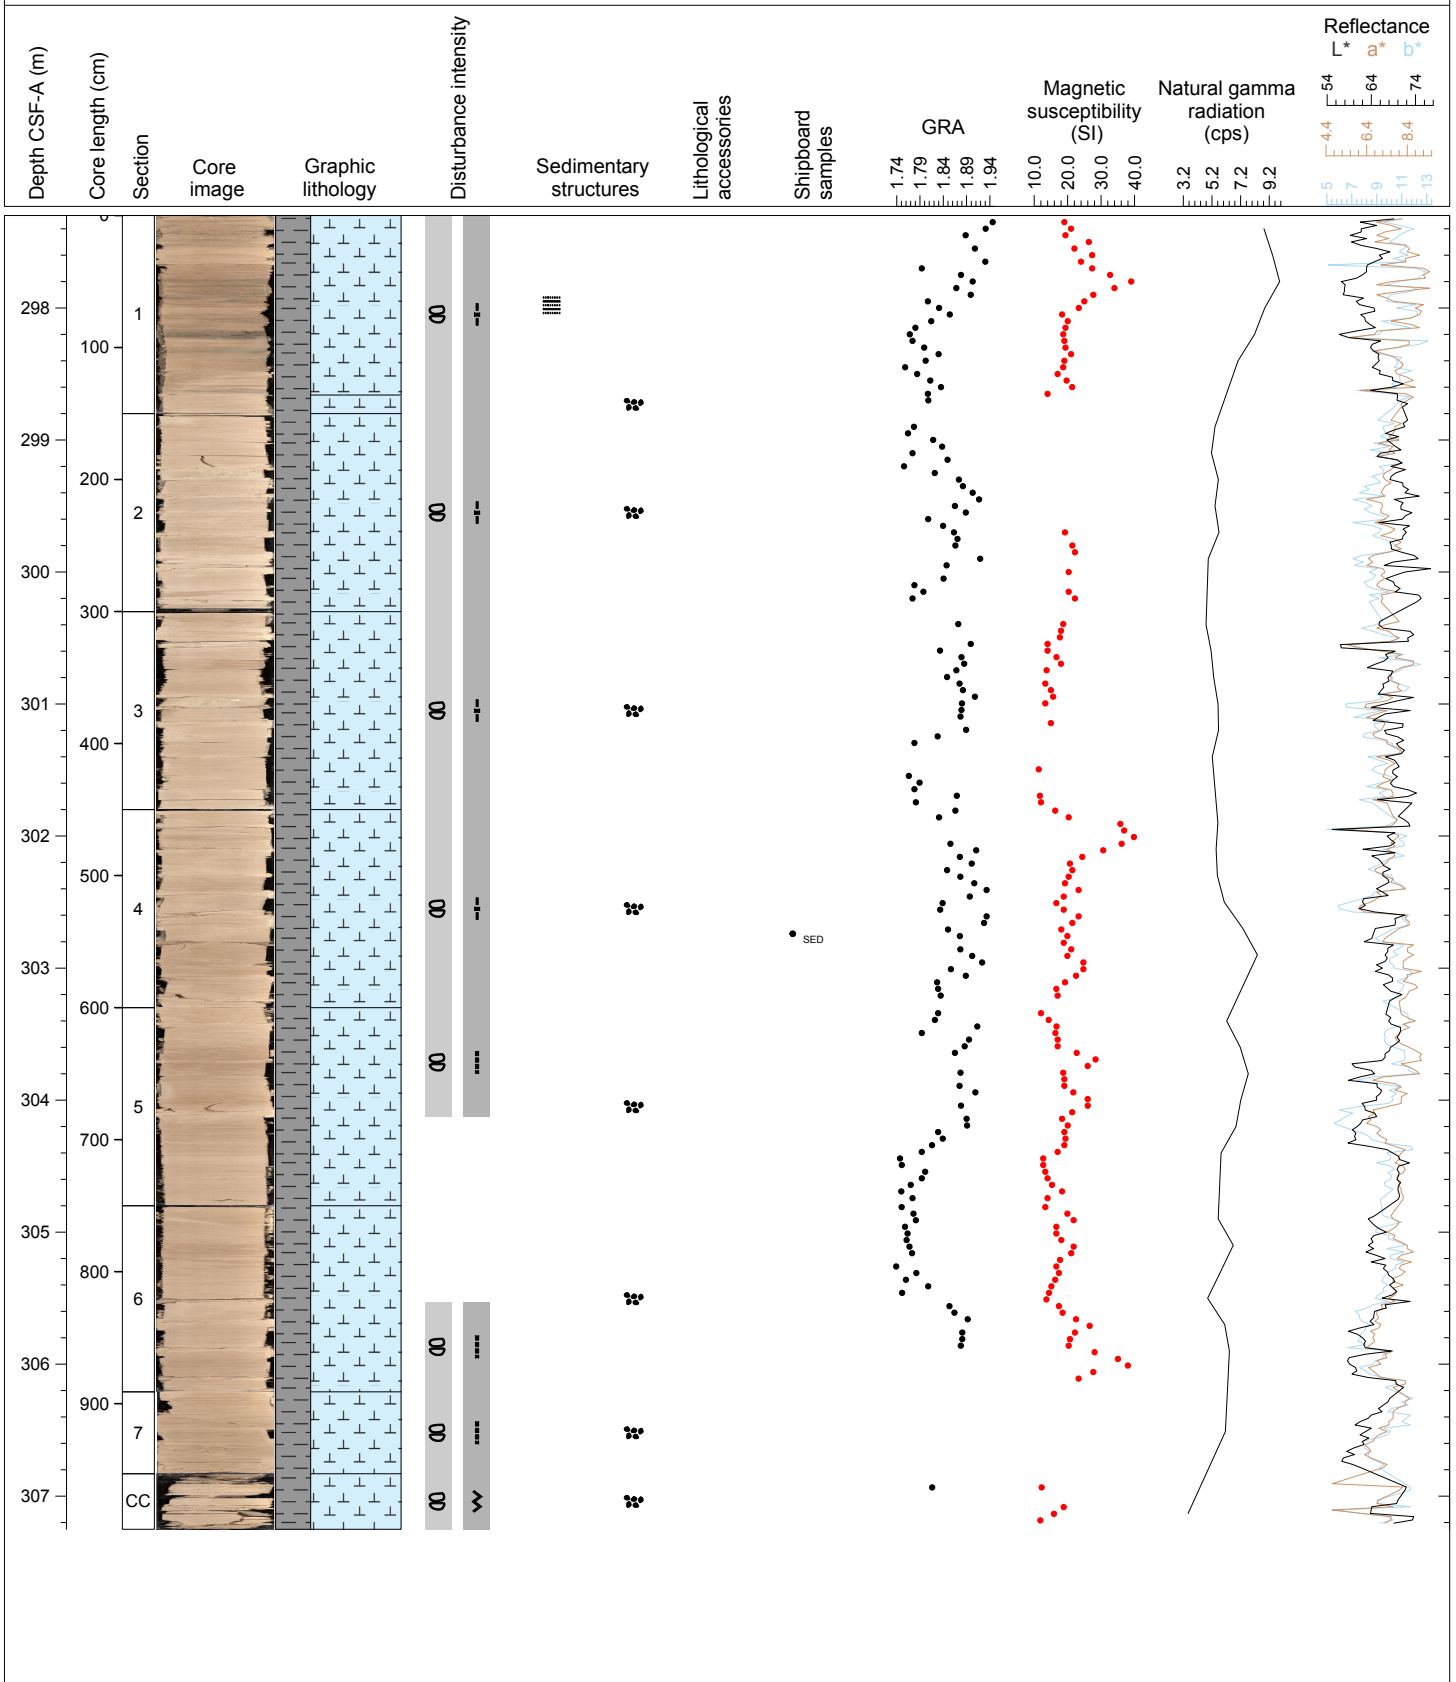 Depth CSF-A (m)
Core length (cm)
Section
Core
image
Graphic
lithology
Disturbance intensity
Sedimentary
structures
Lithological
accessories
Shipboard
samples
GRA
1.74 1.79 1.84 1.89 1.94
Magnetic
susceptibility
(SI)
10.0 20.0 30.0 40.0
Natural gamma
radiation
(cps)
3.2 5.2 7.2 9.2
Reflectance
L* a* b*
54 64 74
4.4 6.4 8.4
5 7 9 11 13
0
298
1
100
299
200
2
300
300
301
3
400
302
500
4
SED
303
600
304
5
700
305
800
6
306
900
7
307
CC